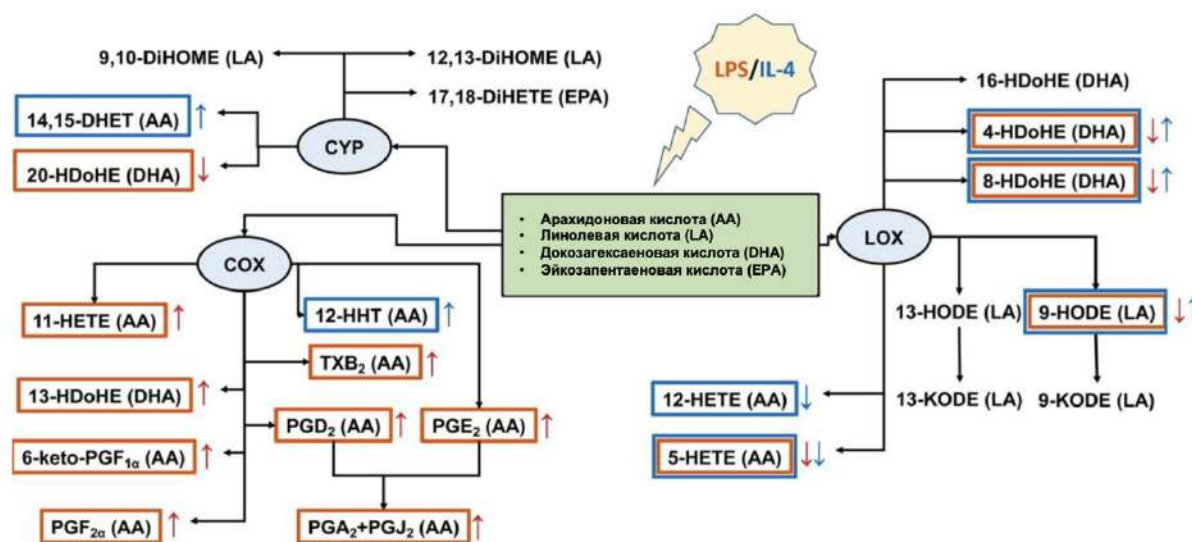 9,10-DiHOME (LA)
12,13-DiHOME (LA)
17,18-DiHETE (EPA)
14,15-DHET (AA) ↑
CYP
20-HDoHE (DHA) ↓
LPS/IL-4
16-HDoHE (DHA)
4-HDoHE (DHA) ↓↑
8-HDoHE (DHA) ↓↑
• Арахидоновая кислота (AA)
• Линолевая кислота (LA)
• Докозагексаеновая кислота (DHA)
• Эйкозапентаеновая кислота (EPA)
LOX
COX
11-HETE (AA) ↑
12-HHT (AA) ↑
TXB₂ (AA) ↑
13-HDoHE (DHA) ↑
PGD₂ (AA) ↑
PGE₂ (AA) ↑
6-keto-PGF₁α (AA) ↑
PGF₂α (AA) ↑
PGA₂+PGJ₂ (AA) ↑
13-HODE (LA)
9-HODE (LA) ↓↑
13-KODE (LA)
9-KODE (LA)
12-HETE (AA) ↓
5-HETE (AA) ↓↓